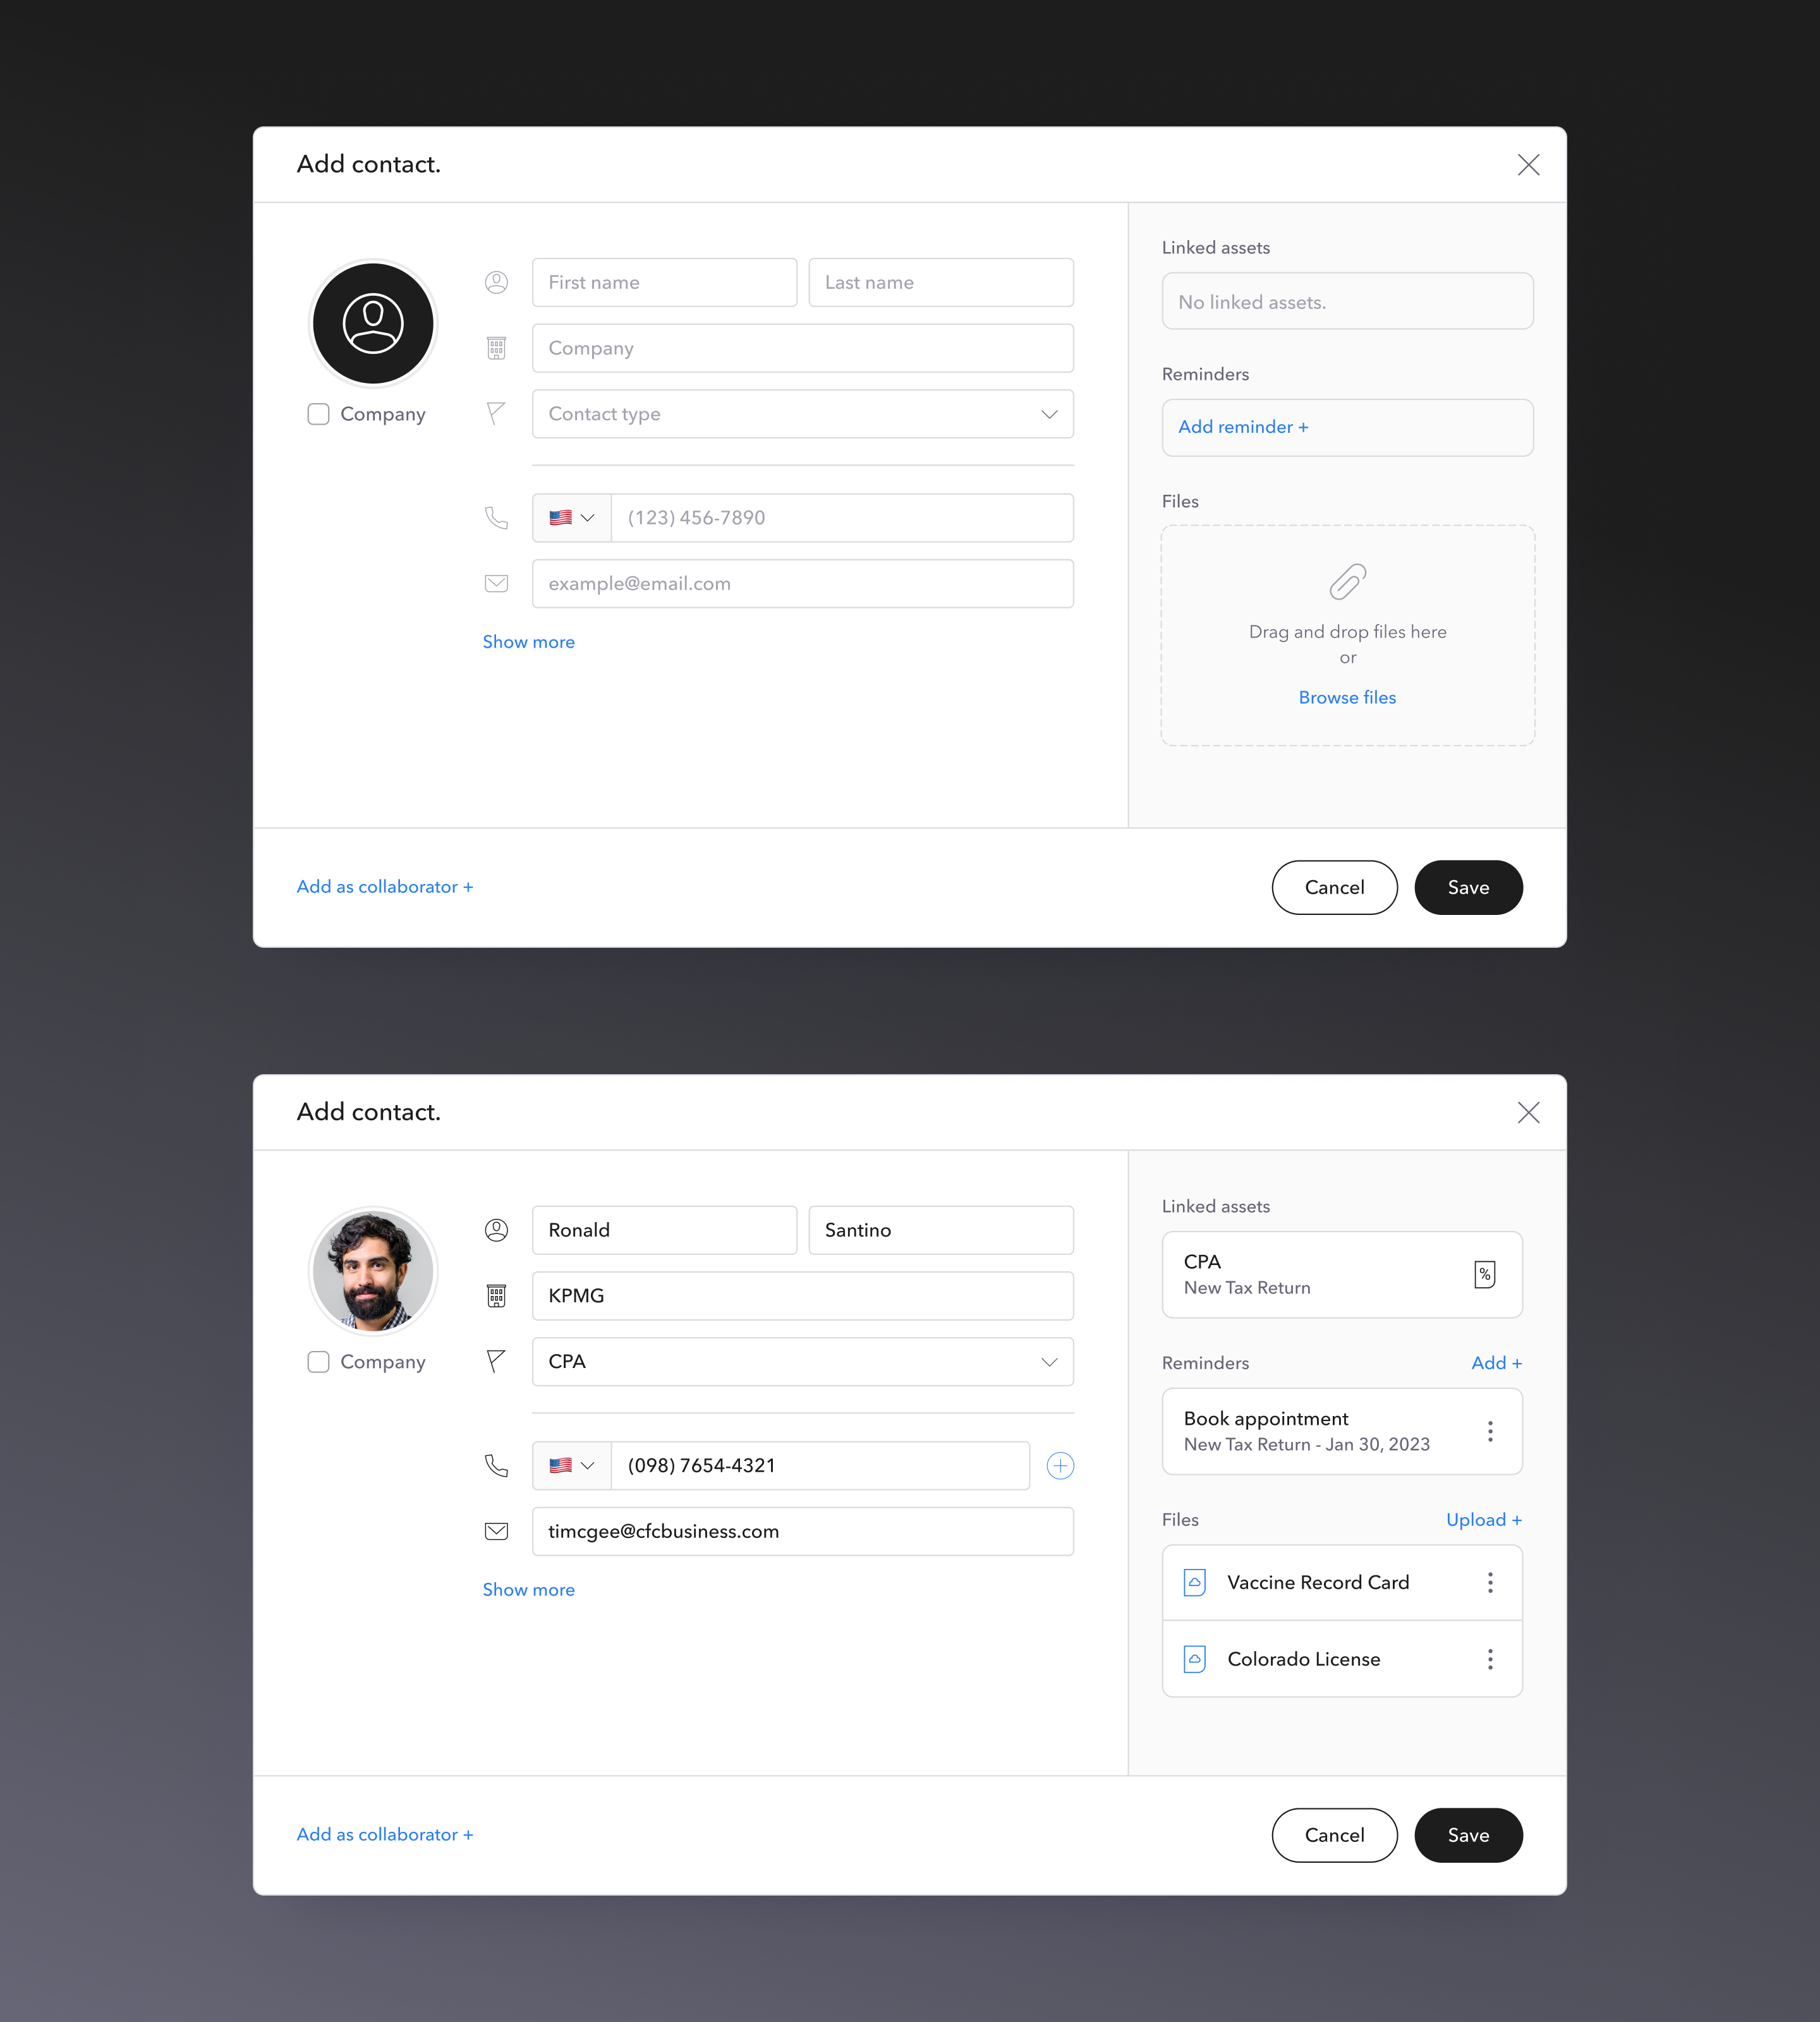 Add contact.
First name
Last name
Company
Company
Contact type
(123) 456-7890
example@email.com
Show more
Linked assets
No linked assets.
Reminders
Add reminder +
Files
Drag and drop files here
or
Browse files
Add as collaborator +
Cancel
Save
Add contact.
Ronald
Santino
KPMG
Company
CPA
(098) 7654-4321
timcgee@cfcbusiness.com
Show more
Linked assets
CPA
New Tax Return
%
Reminders
Add +
Book appointment
New Tax Return - Jan 30, 2023
Files
Upload +
Vaccine Record Card
Colorado License
Add as collaborator +
Cancel
Save